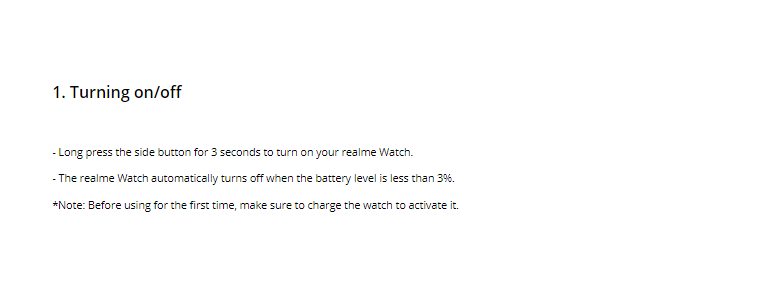 1. Turning on/off
- Long press the side button for 3 seconds to turn on your realme Watch.
- The realme Watch automatically turns off when the battery level is less than 3%.
*Note: Before using for the first time, make sure to charge the watch to activate it.